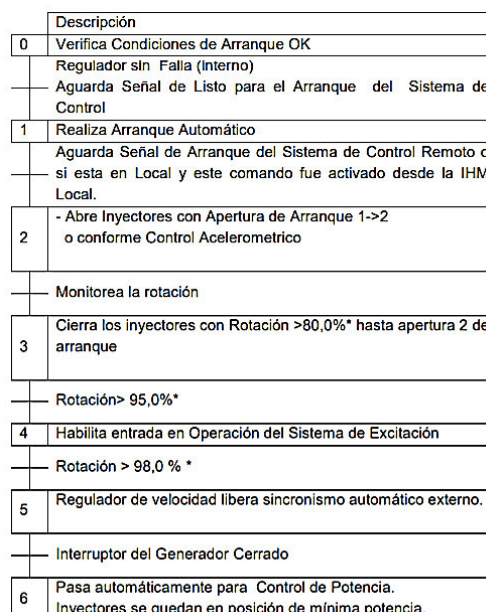 Descripción
0 Verifica Condiciones de Arranque OK
Regulador sin Falla (Interno)
Aguarda Señal de Listo para el Arranque del Sistema de
Control
1 Realiza Arranque Automático
Aguarda Señal de Arranque del Sistema de Control Remoto o
si esta en Local y este comando fue activado desde la IHM
Local.
- Abre Inyectores con Apertura de Arranque 1->2
2 o conforme Control Acelerometrico
Monitorea la rotación
Cierra los inyectores con Rotación >80,0%* hasta apertura 2 de
3 arranque
Rotación> 95,0%*
4 Habilita entrada en Operación del Sistema de Excitación
Rotación > 98,0 % *
5 Regulador de velocidad libera sincronismo automático externo.
Interruptor del Generador Cerrado
6 Pasa automáticamente para Control de Potencia.
Inyectores se quedan en posición de mínima potencia.